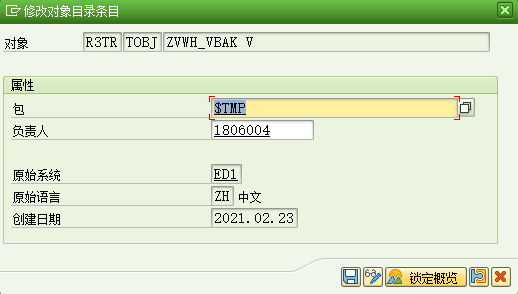 修改对象目录条目
对象 R3TR TOBJ ZVWH_VBAK V
属性
包 $TMP
负责人 1806004
原始系统 ED1
原始语言 ZH 中文
创建日期 2021.02.23
锁定概览